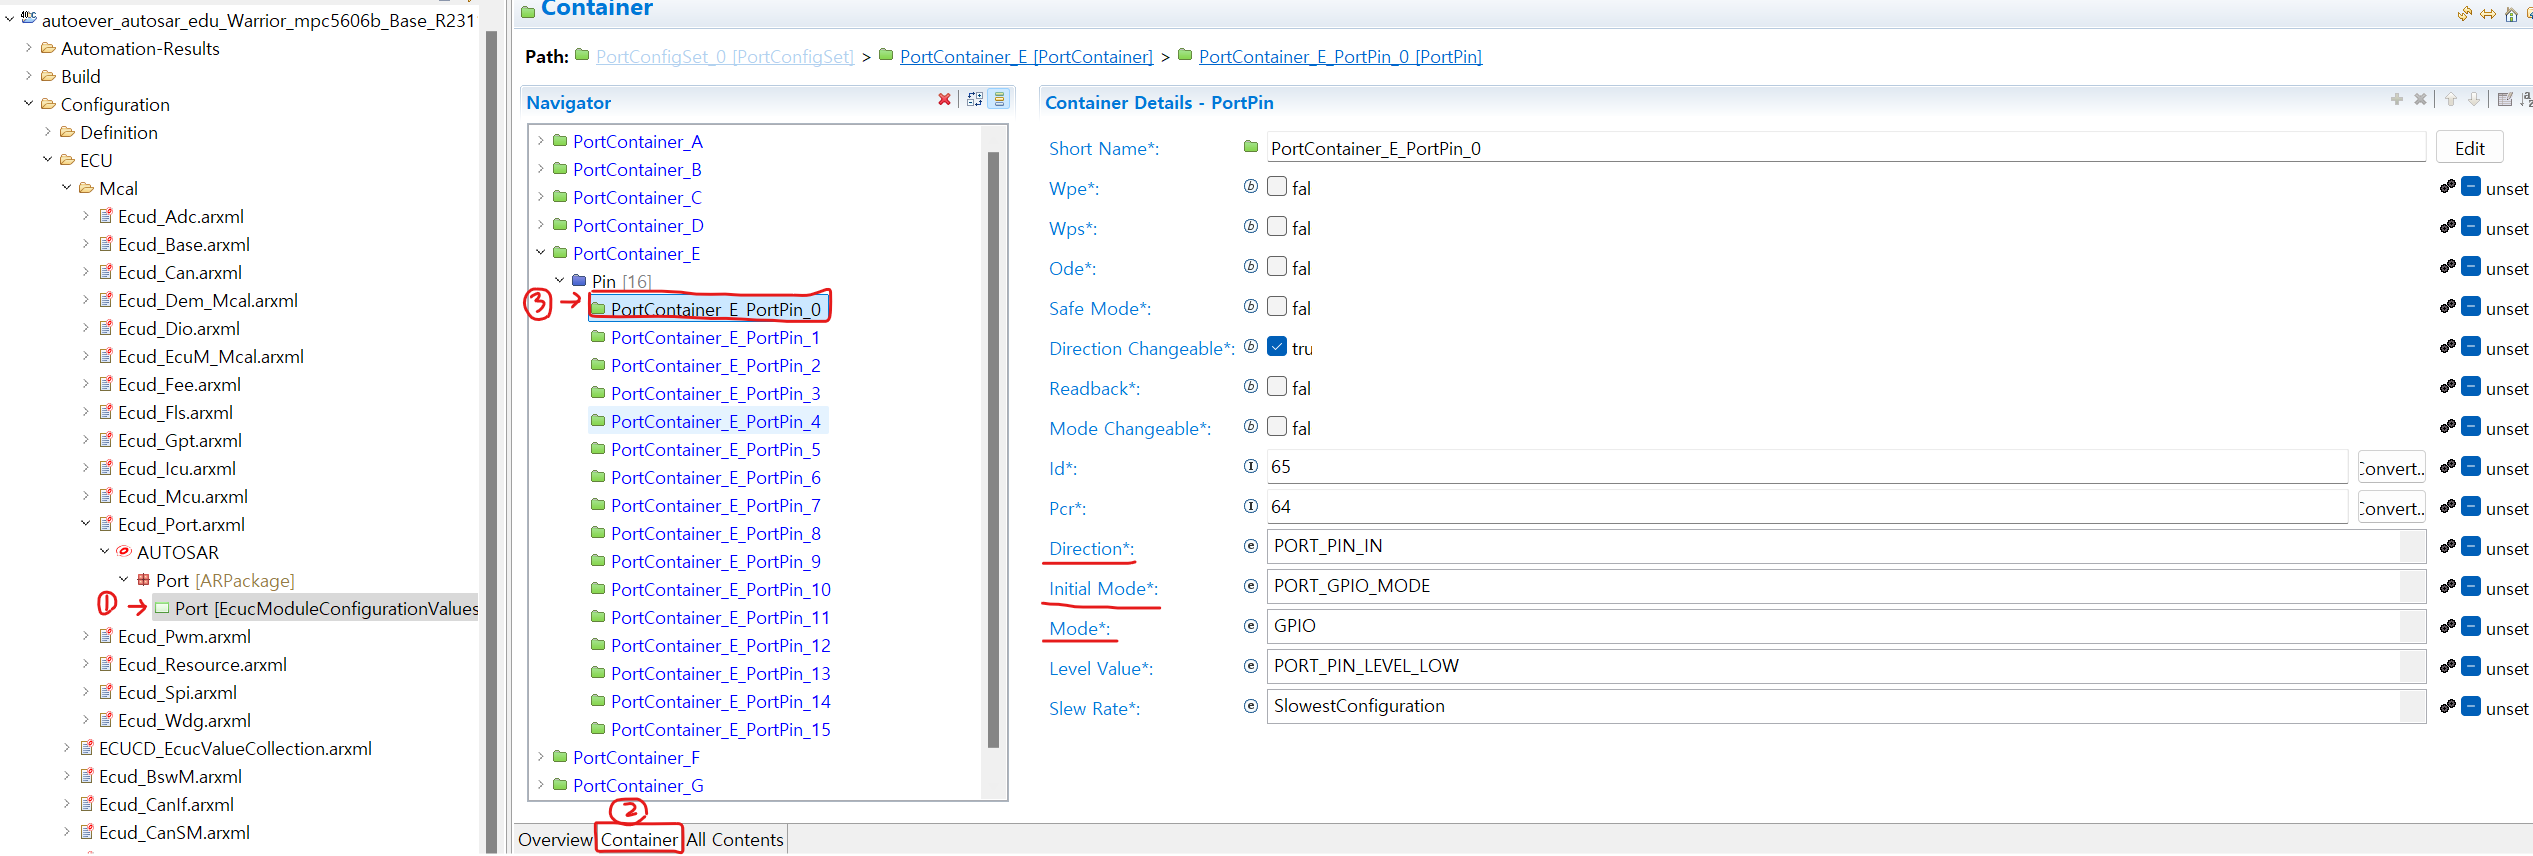 autoever_autosar_edu_Warrior_mpc5606b_Base_R231
Automation-Results
Build
Configuration
Definition
ECU
Mcal
Ecud_Adc.arxml
Ecud_Base.arxml
Ecud_Can.arxml
Ecud_Dem_Mcal.arxml
Ecud_Dio.arxml
Ecud_EcuM_Mcal.arxml
Ecud_Fee.arxml
Ecud_Fls.arxml
Ecud_Gpt.arxml
Ecud_Icu.arxml
Ecud_Mcu.arxml
Ecud_Port.arxml
AUTOSAR
Port [ARPackage]
① → Port [EcucModuleConfigurationValues
Ecud_Pwm.arxml
Ecud_Resource.arxml
Ecud_Spi.arxml
Ecud_Wdg.arxml
ECUCD_EcucValueCollection.arxml
Ecud_BswM.arxml
Ecud_CanIf.arxml
Ecud_CanSM.arxml
Container
Path: PortConfigSet_0 [PortConfigSet] > PortContainer_E [PortContainer] > PortContainer_E_PortPin_0 [PortPin]
Navigator
PortContainer_A
PortContainer_B
PortContainer_C
PortContainer_D
PortContainer_E
Pin [16]
③ → PortContainer_E_PortPin_0
PortContainer_E_PortPin_1
PortContainer_E_PortPin_2
PortContainer_E_PortPin_3
PortContainer_E_PortPin_4
PortContainer_E_PortPin_5
PortContainer_E_PortPin_6
PortContainer_E_PortPin_7
PortContainer_E_PortPin_8
PortContainer_E_PortPin_9
PortContainer_E_PortPin_10
PortContainer_E_PortPin_11
PortContainer_E_PortPin_12
PortContainer_E_PortPin_13
PortContainer_E_PortPin_14
PortContainer_E_PortPin_15
PortContainer_F
PortContainer_G
②
Overview Container All Contents
Container Details - PortPin
Short Name*: PortContainer_E_PortPin_0 Edit
Wpe*: fal unset
Wps*: fal unset
Ode*: fal unset
Safe Mode*: fal unset
Direction Changeable*: tru unset
Readback*: fal unset
Mode Changeable*: fal unset
Id*: 65 Convert.. unset
Pcr*: 64 Convert.. unset
Direction*: PORT_PIN_IN unset
Initial Mode*: PORT_GPIO_MODE unset
Mode*: GPIO unset
Level Value*: PORT_PIN_LEVEL_LOW unset
Slew Rate*: SlowestConfiguration unset